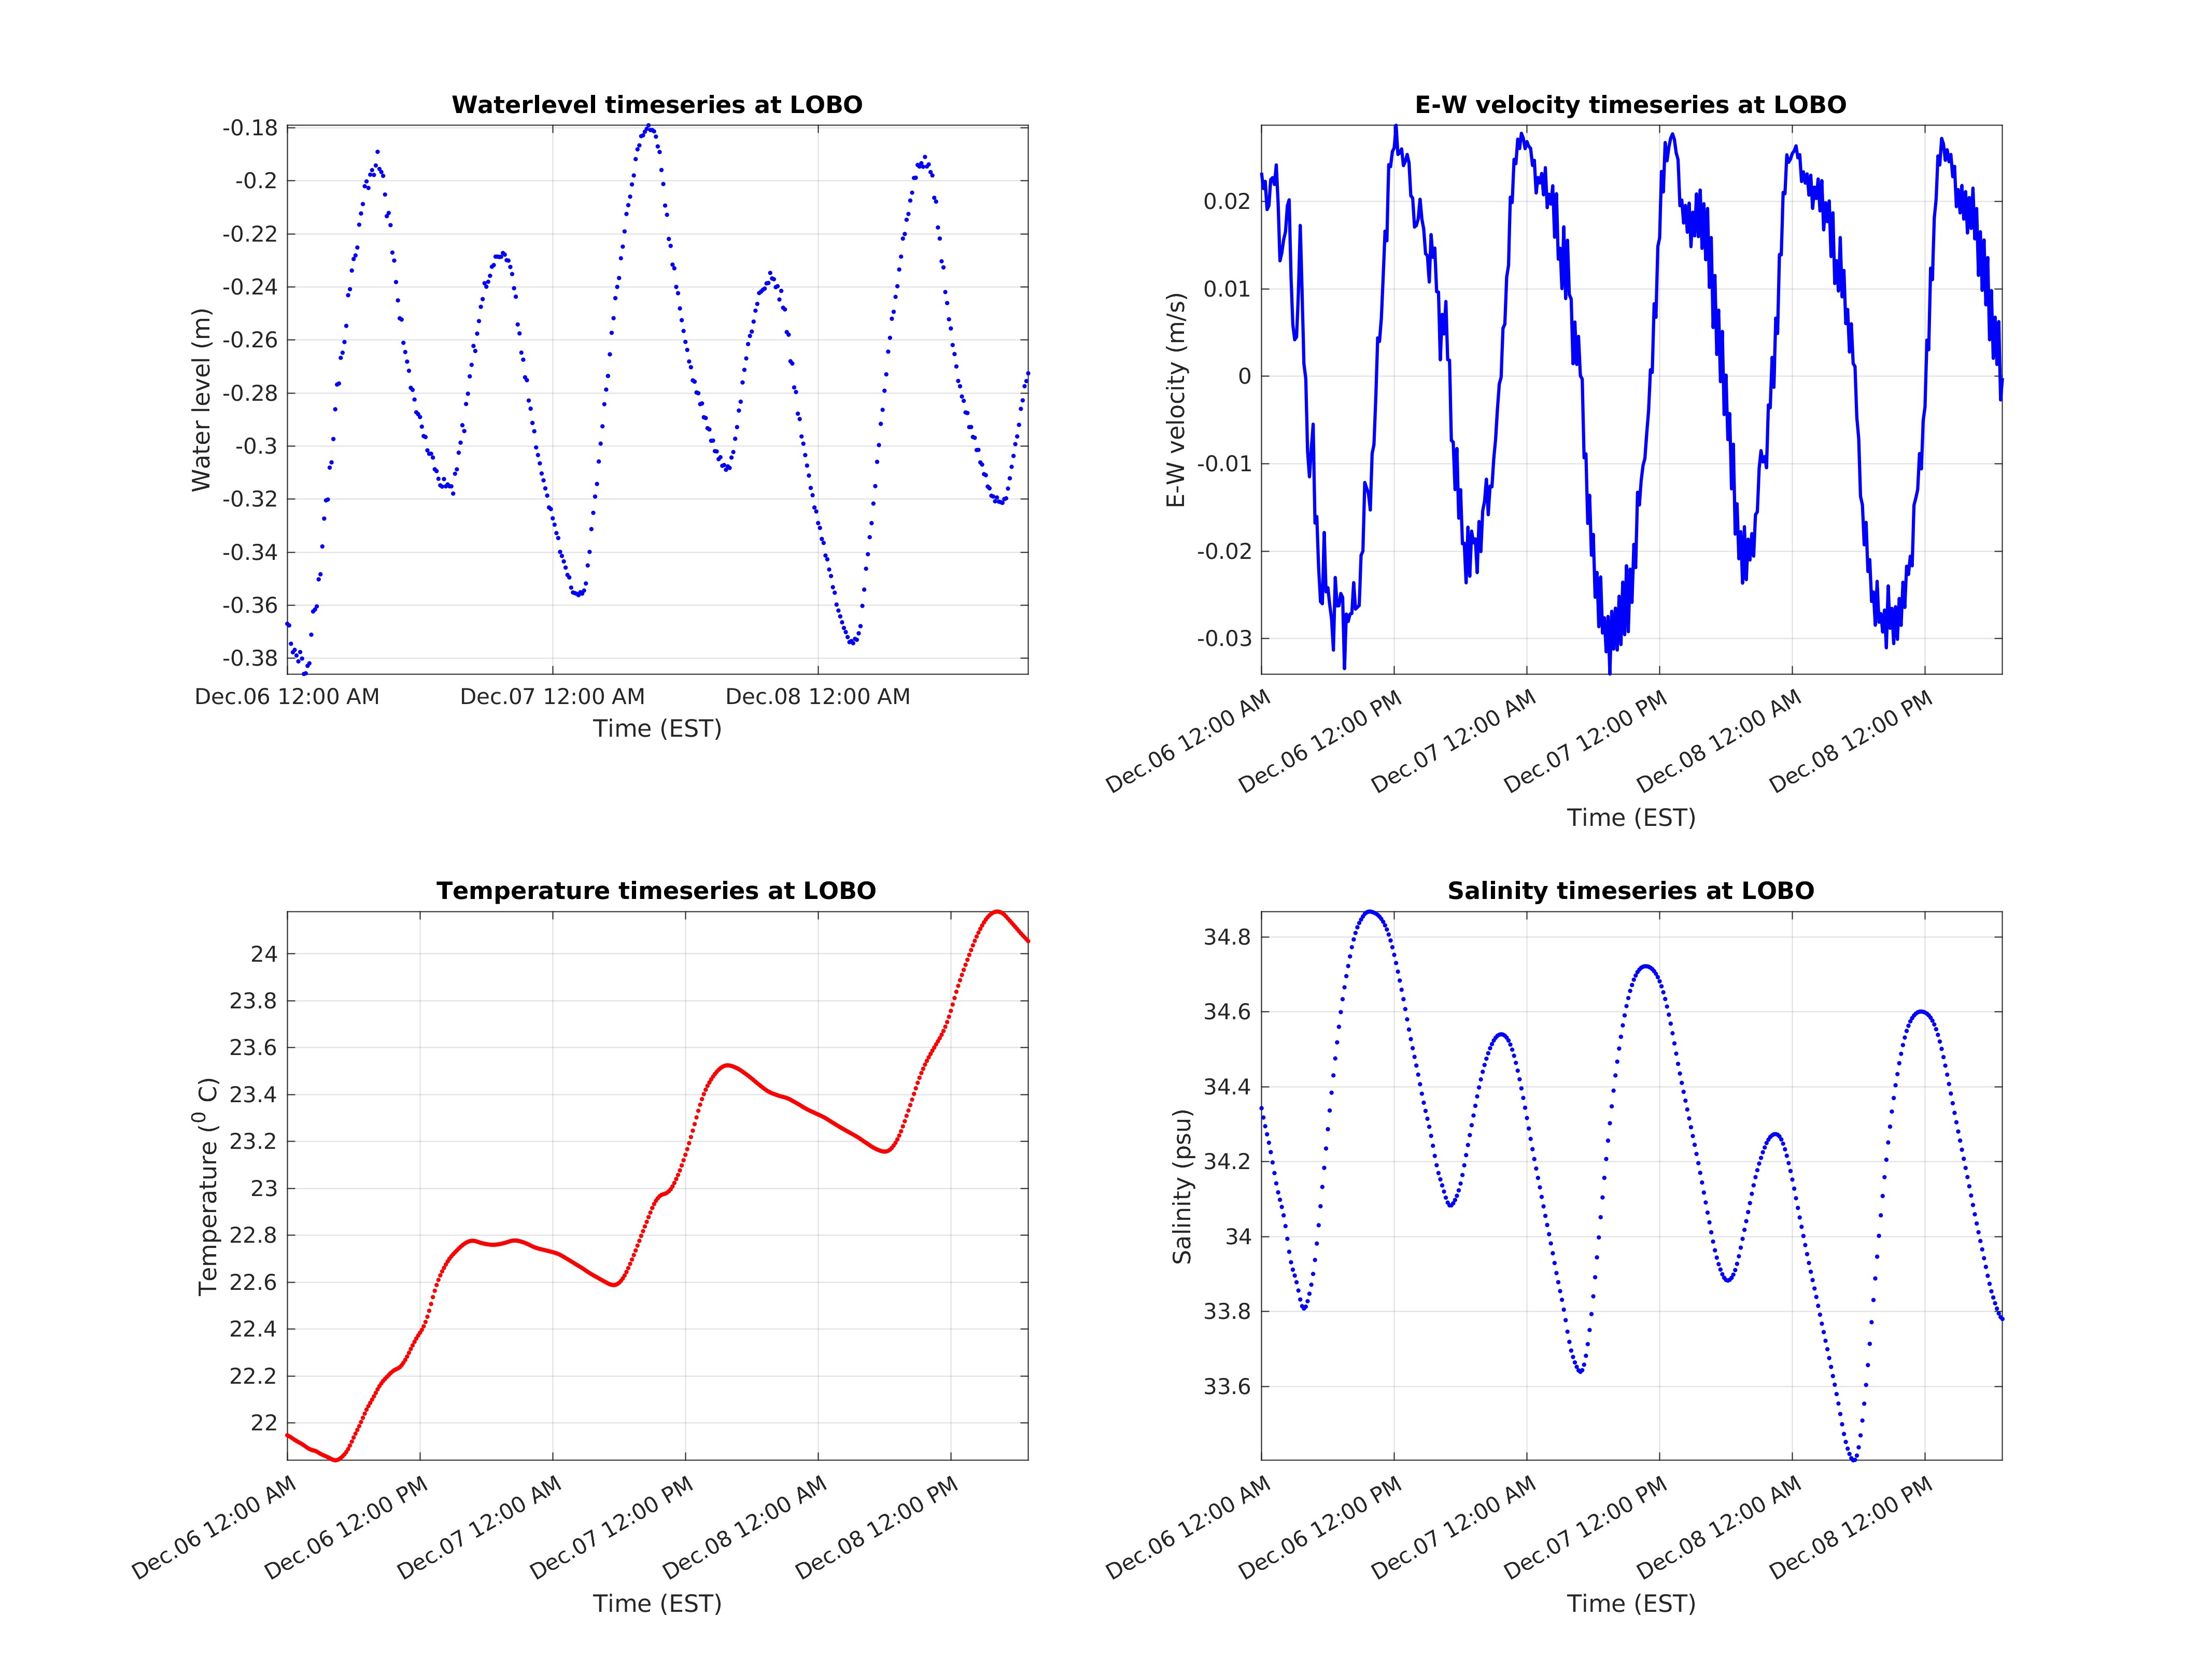 Waterlevel timeseries at LOBO
-0.18
-0.2
-0.22
-0.24
-0.26
-0.28
-0.3
-0.32
-0.34
-0.36
-0.38
Water level (m)
Dec.06 12:00 AM
Dec.07 12:00 AM
Dec.08 12:00 AM
Time (EST)
E-W velocity timeseries at LOBO
0.02
0.01
0
-0.01
-0.02
-0.03
E-W velocity (m/s)
Dec.06 12:00 AM
Dec.06 12:00 PM
Dec.07 12:00 AM
Dec.07 12:00 PM
Dec.08 12:00 AM
Dec.08 12:00 PM
Time (EST)
Temperature timeseries at LOBO
24
23.8
23.6
23.4
23.2
23
22.8
22.6
22.4
22.2
22
Temperature (⁰ C)
Dec.06 12:00 AM
Dec.06 12:00 PM
Dec.07 12:00 AM
Dec.07 12:00 PM
Dec.08 12:00 AM
Dec.08 12:00 PM
Time (EST)
Salinity timeseries at LOBO
34.8
34.6
34.4
34.2
34
33.8
33.6
Salinity (psu)
Dec.06 12:00 AM
Dec.06 12:00 PM
Dec.07 12:00 AM
Dec.07 12:00 PM
Dec.08 12:00 AM
Dec.08 12:00 PM
Time (EST)